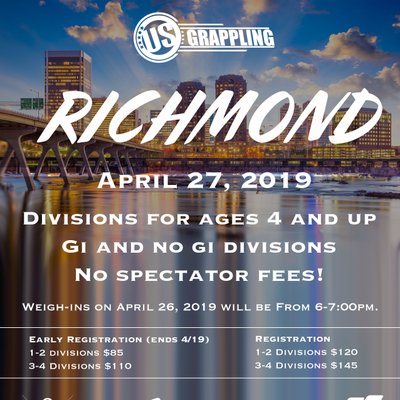 US GRAPPLING
RICHMOND
APRIL 27, 2019
DIVISIONS FOR AGES 4 AND UP
GI AND NO GI DIVISIONS
NO SPECTATOR FEES!
WEIGH-INS ON APRIL 26, 2019 WILL BE FROM 6-7:00PM.
EARLY REGISTRATION (ENDS 4/19)
1-2 DIVISIONS $85
3-4 DIVISIONS $110
REGISTRATION
1-2 DIVISIONS $120
3-4 DIVISIONS $145